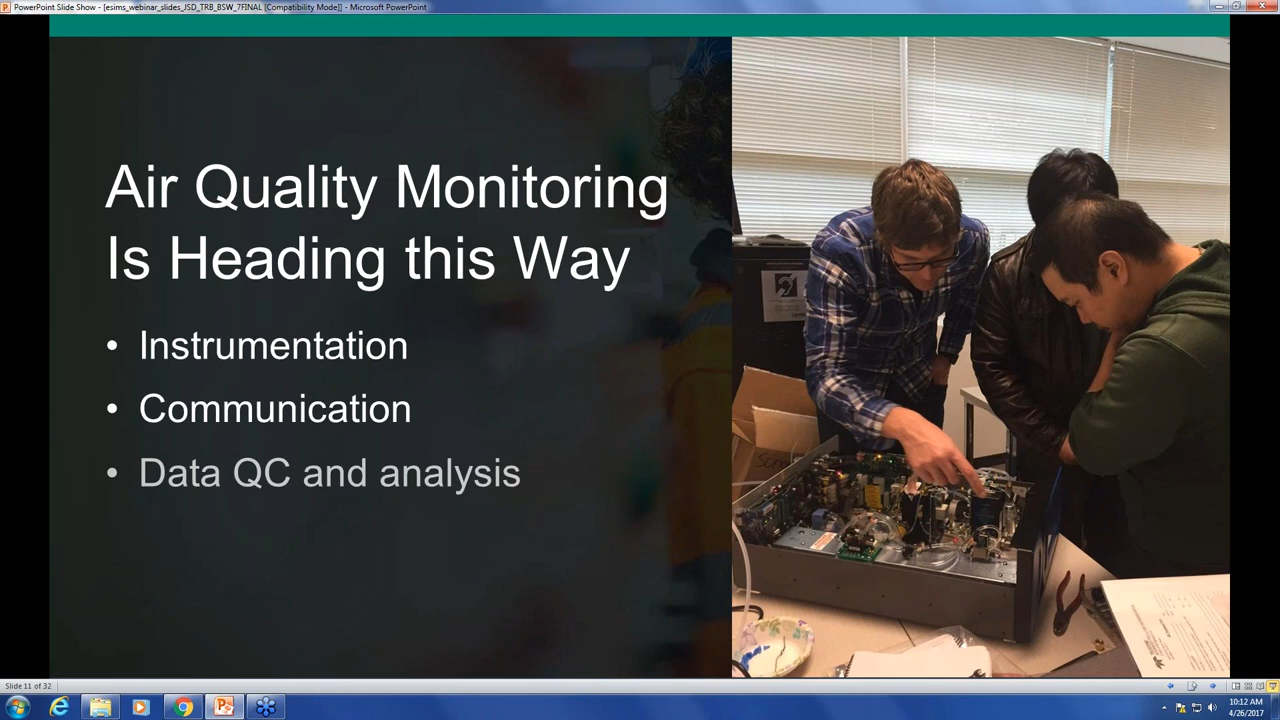 PowerPoint Slide Show - [esims_webinar_slides_JSD_TRB_BSW_7FINAL [Compatibility Mode]] - Microsoft PowerPoint
Air Quality Monitoring
Is Heading this Way
• Instrumentation
• Communication
• Data QC and analysis
Slide 11 of 32
10:12 AM
4/26/2017